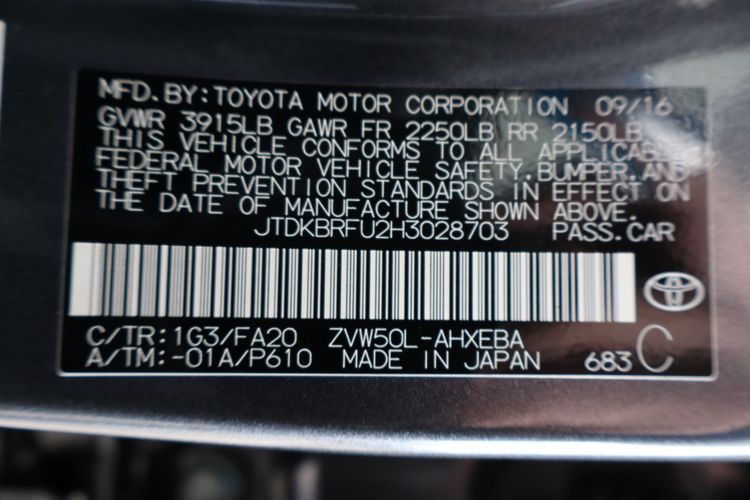 MFD. BY: TOYOTA MOTOR CORPORATION 09/16
GVWR 3915LB GAWR FR 2250LB RR 2150LB
THIS VEHICLE CONFORMS TO ALL APPLICABLE
FEDERAL MOTOR VEHICLE SAFETY, BUMPER, AND
THEFT PREVENTION STANDARDS IN EFFECT ON
THE DATE OF MANUFACTURE SHOWN ABOVE.
JTDKBRFU2H3028703 PASS. CAR
C/TR: 1G3/FA20 ZVW50L-AHXEBA
A/TM: -01A/P610 MADE IN JAPAN 683 C